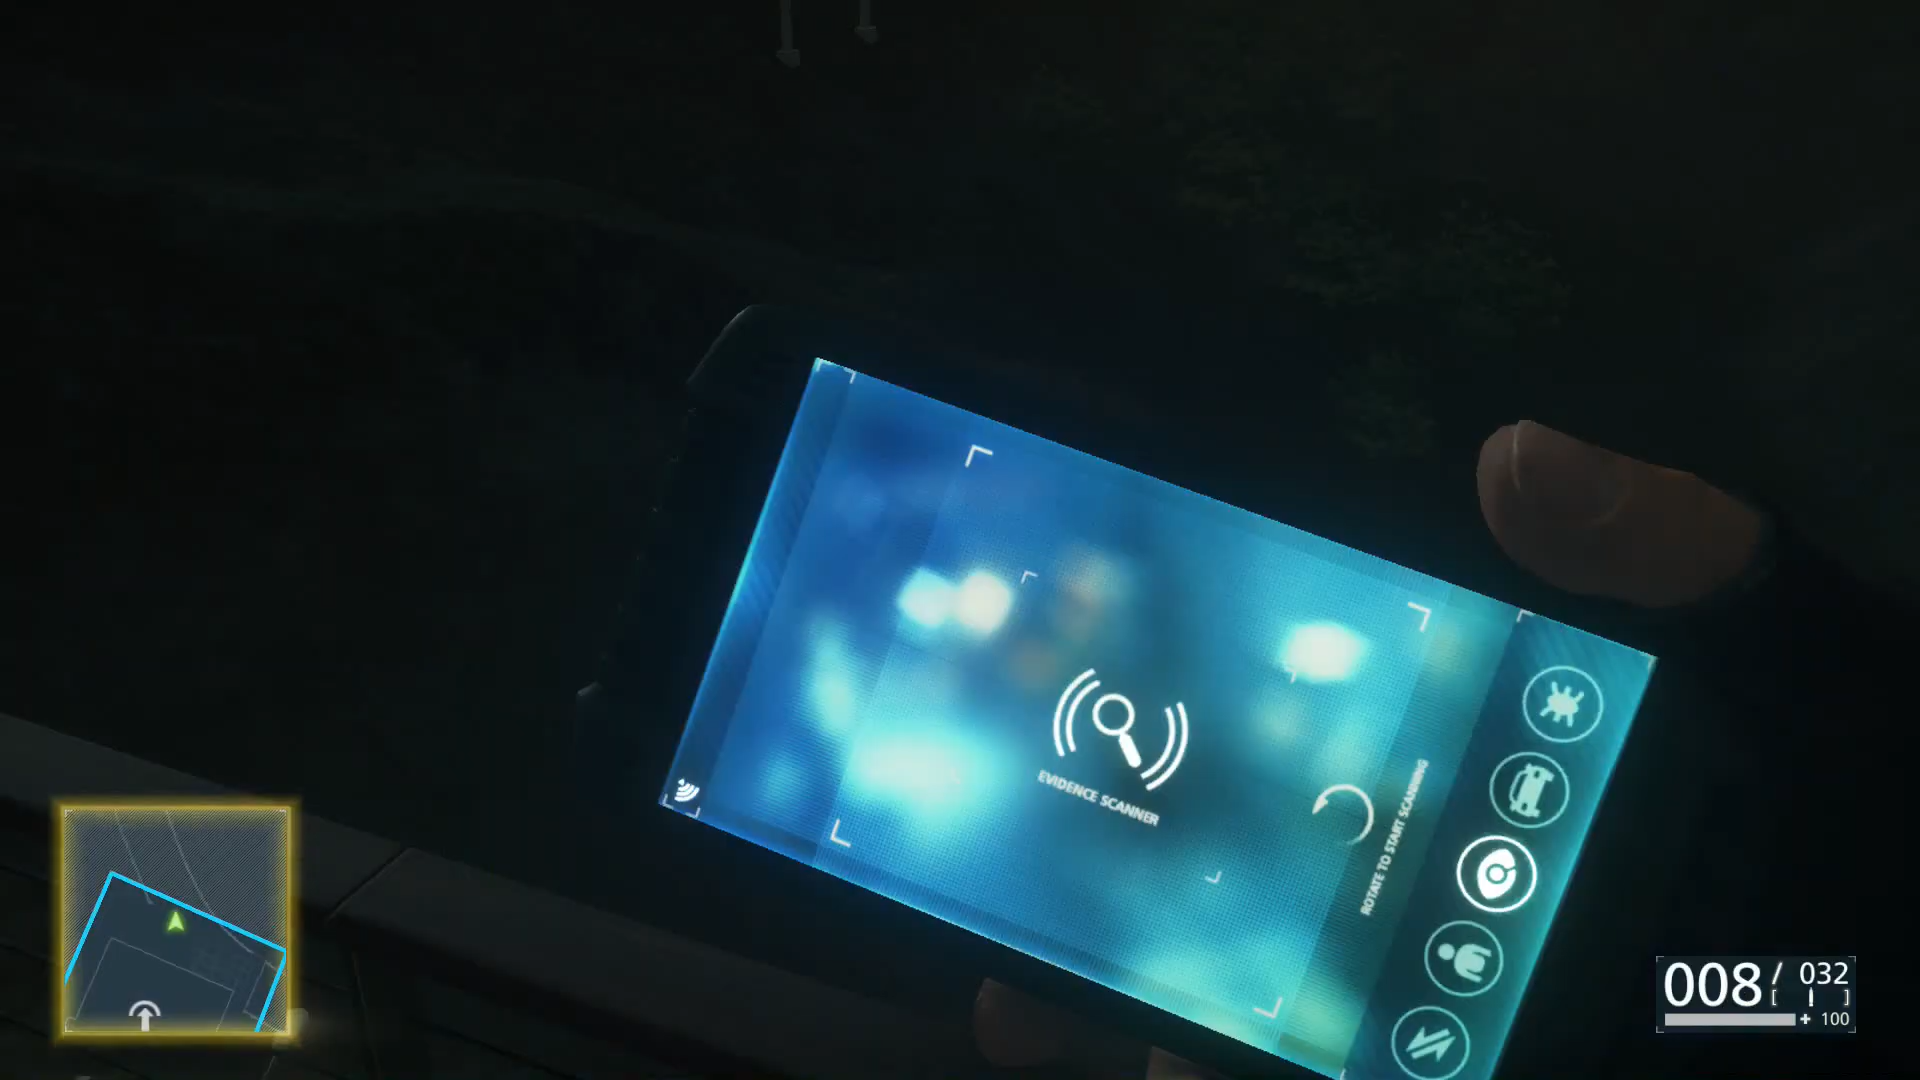 EVIDENCE SCANNER
ROTATE TO START SCANNING
008 / 032
[ ! ]
+ 100